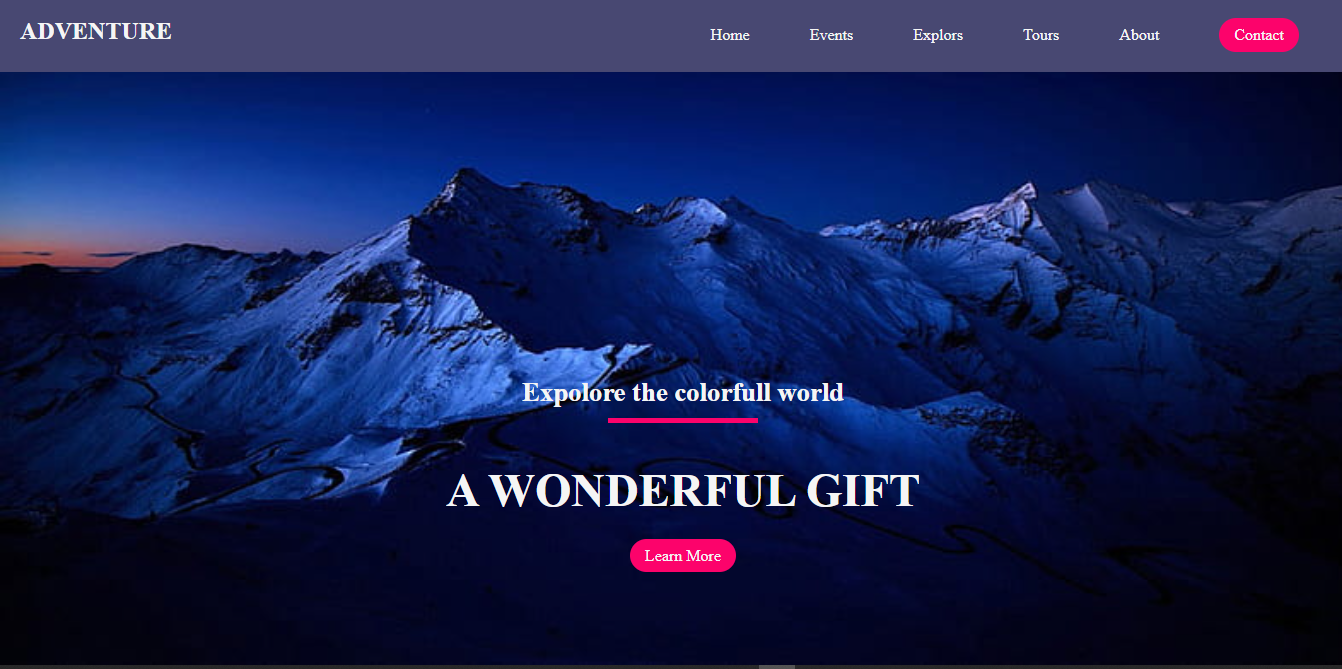 ADVENTURE
Home Events Explors Tours About Contact
Expolore the colorfull world
A WONDERFUL GIFT
Learn More